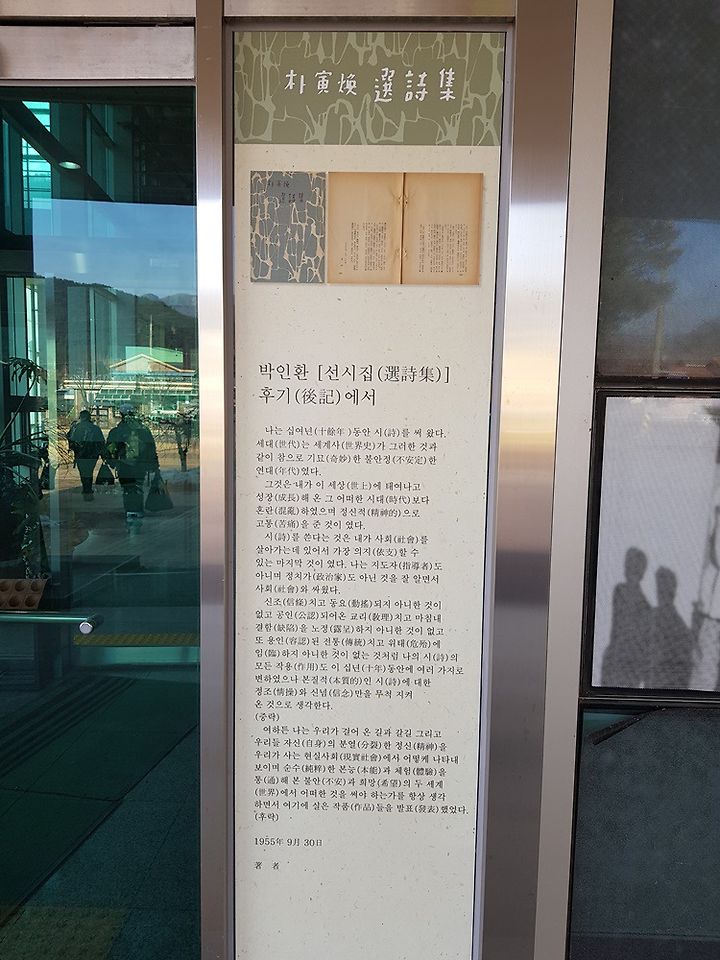 朴寅煥 選詩集
박인환 [선시집(選詩集)]
후기(後記)에서
나는 십여년(十餘年 )동안 시(詩)를 써 왔다.
세대(世代)는 세계사(世界史)가 그러한 것과
같이 참으로 기묘(奇妙)한 불안정(不安定)한
연대(年代)였다.
그것은 내가 이 세상(世上)에 태어나고
성장(成長)해 온 그 어떠한 시대(時代)보다
혼란(混亂)하였으며 정신적(精神的)으로
고통(苦痛)을 준 것이 였다.
시(詩)를 쓴다는 것은 내가 사회(社會)를
살아가는데 있어서 가장 의지(依支)할 수
있는 마지막 것이 였다. 나는 지도자(指導者)도
아니며 정치가(政治家)도 아닌 것을 잘 알면서
사회(社會)와 싸웠다.
신조(信條)치고 동요(動搖)되지 아니한 것이
없고 공인(公認)되어온 교리(敎理)치고 마침내
결함(缺陷)을 노정(露呈)하지 아니한 것이 없고
또 용인(容認)된 전통(傳統)치고 위태(危殆)에
임(臨)하지 아니한 것이 없는 것처럼 나의 시(詩)의
모든 작용(作用)도 이 십년(十年)동안에 여러 가지로
변하였으나 본질적(本質的)인 시(詩)에 대한
정조(情操)와 신념(信念)만을 무척 지켜
온 것으로 생각한다.
(중략)
여하튼 나는 우리가 걸어 온 길과 갈길 그리고
우리들 자신(自身)의 분열(分裂)한 정신(精神)을
우리가 사는 현실사회(現實社會)에서 어떻게 나타내
보이며 순수(純粹)한 본능(本能)과 체험(體驗)을
통(通)해 본 불안(不安)과 희망(希望)의 두 세계
(世界)에서 어떠한 것을 써야 하는가를 항상 생각
하면서 여기에 실은 작품(作品)들을 발표(發表)했었다.
(후략)
1955年 9月 30日
著 者